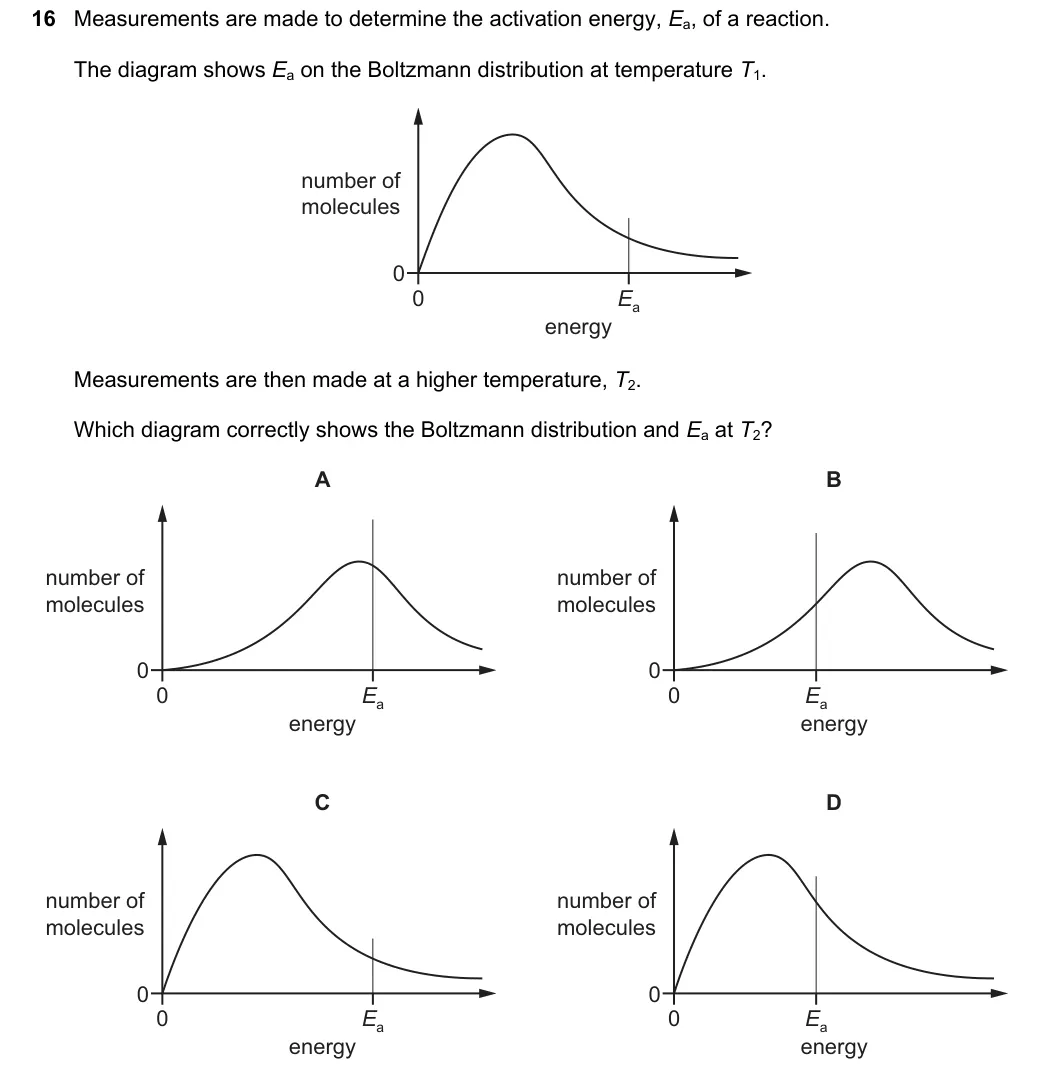 16 Measurements are made to determine the activation energy, Eₐ, of a reaction.
The diagram shows Eₐ on the Boltzmann distribution at temperature T₁.
number of
molecules
0
0
Eₐ
energy
Measurements are then made at a higher temperature, T₂.
Which diagram correctly shows the Boltzmann distribution and Eₐ at T₂?
A
number of
molecules
0
0
Eₐ
energy
B
number of
molecules
0
0
Eₐ
energy
C
number of
molecules
0
0
Eₐ
energy
D
number of
molecules
0
0
Eₐ
energy